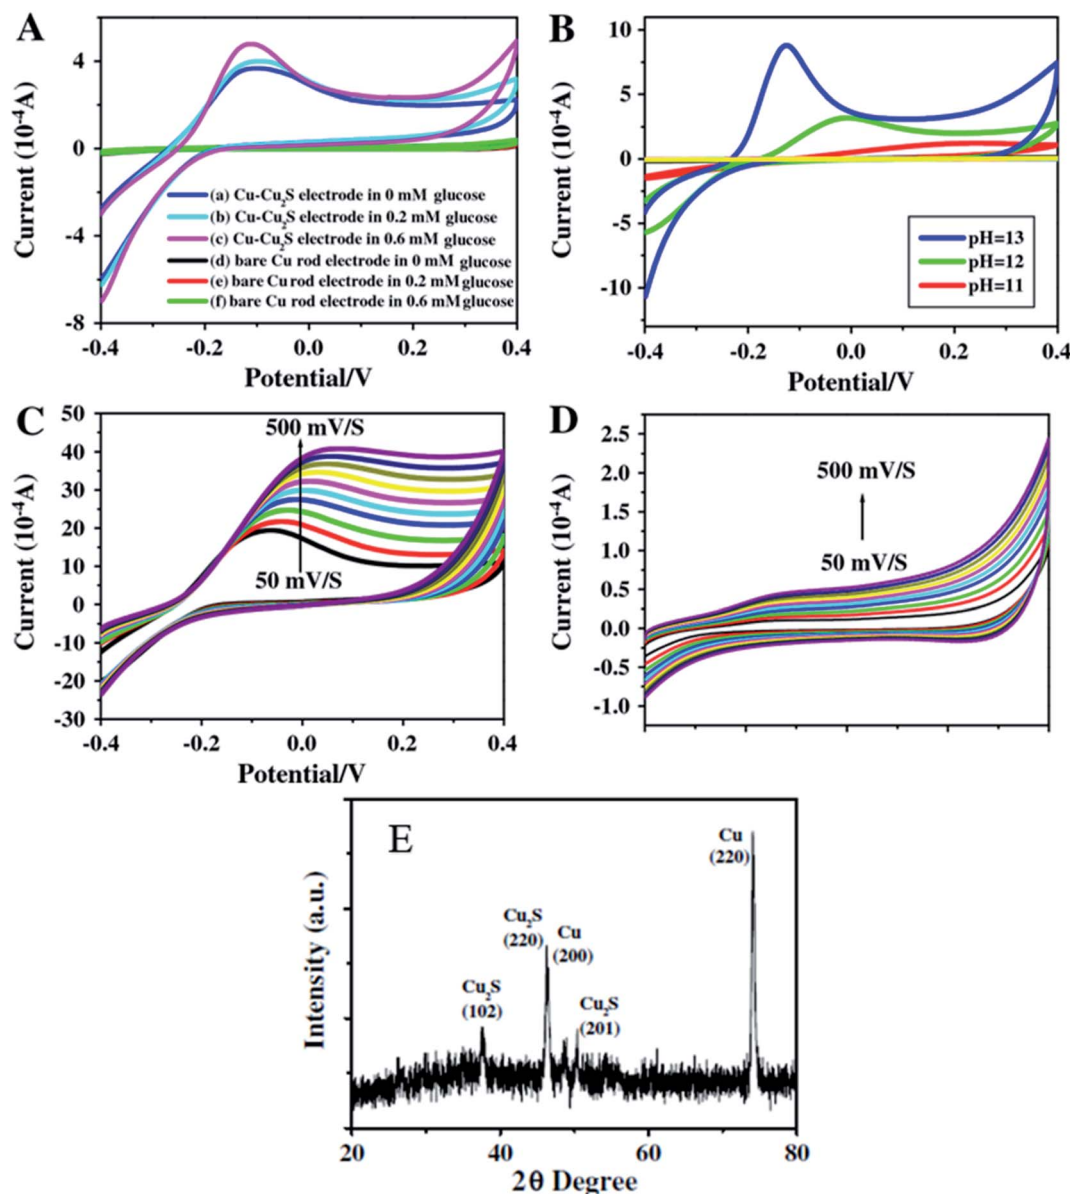 A
Current (10⁻⁴A)
4
0
-4
-8
(a) Cu-Cu₂S electrode in 0 mM glucose
(b) Cu-Cu₂S electrode in 0.2 mM glucose
(c) Cu-Cu₂S electrode in 0.6 mM glucose
(d) bare Cu rod electrode in 0 mM glucose
(e) bare Cu rod electrode in 0.2 mM glucose
(f) bare Cu rod electrode in 0.6 mM glucose
-0.4 -0.2 0.0 0.2 0.4
Potential/V
B
Current (10⁻⁴A)
10
5
0
-5
-10
pH=13
pH=12
pH=11
-0.4 -0.2 0.0 0.2 0.4
Potential/V
C
Current (10⁻⁴A)
50
40
30
20
10
0
-10
-20
-30
500 mV/S
50 mV/S
-0.4 -0.2 0.0 0.2 0.4
Potential/V
D
Current (10⁻⁴A)
2.5
2.0
1.5
1.0
0.5
0.0
-0.5
-1.0
500 mV/S
50 mV/S
E
Intensity (a.u.)
Cu₂S
(102)
Cu₂S
(220)
Cu
(200)
Cu₂S
(201)
Cu
(220)
20 40 60 80
2θ Degree